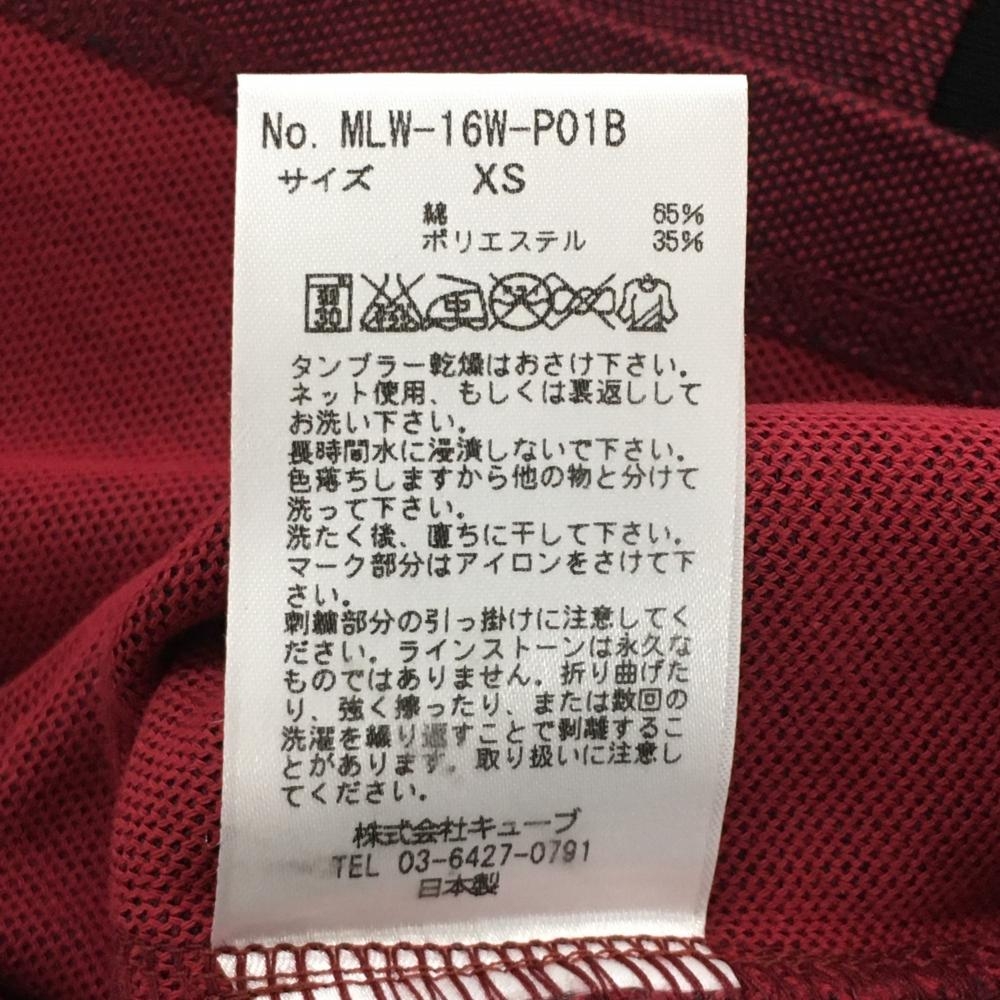 No. MLW-16W-P01B
サイズ XS
綿 65%
ポリエステル 35%
30
中
タンブラー乾燥はおさけ下さい。
ネット使用、もしくは裏返しして
お洗い下さい。
長時間水に浸漬しないで下さい。
色落ちしますから他の物と分けて
洗って下さい。
洗たく後、直ちに干して下さい。
マーク部分はアイロンをさけて下
さい。
刺繍部分の引っ掛けに注意してく
ださい。ラインストーンは永久な
ものではありません。折り曲げた
り、強く擦ったり、または数回の
洗濯を繰り返すことで剥離するこ
とがあります。取り扱いに注意し
てください。
株式会社キューブ
TEL 03-6427-0791
日本製